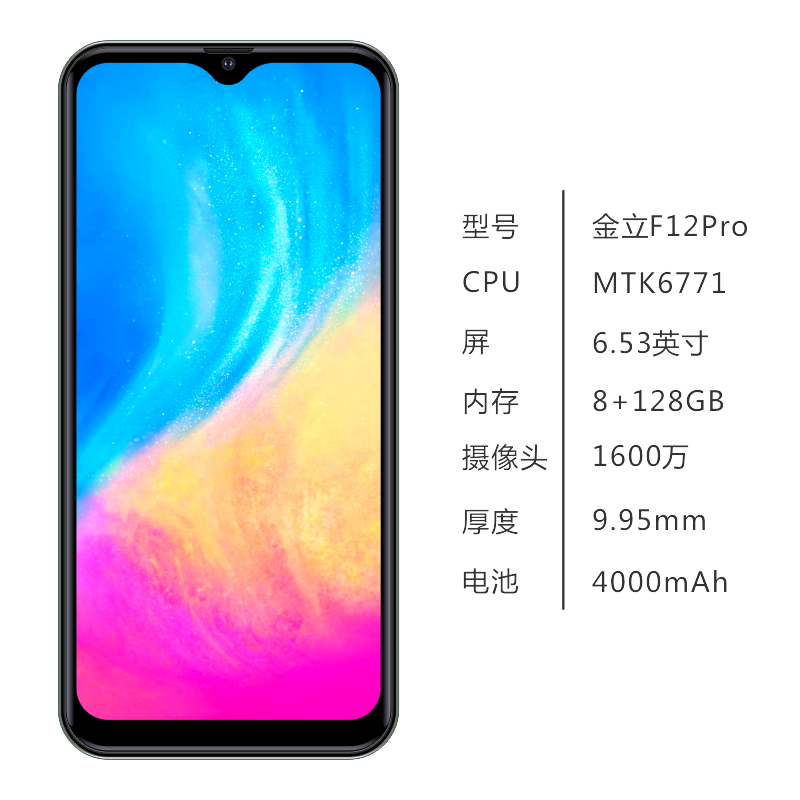 型号 金立F12Pro
CPU MTK6771
屏 6.53英寸
内存 8+128GB
摄像头 1600万
厚度 9.95mm
电池 4000mAh